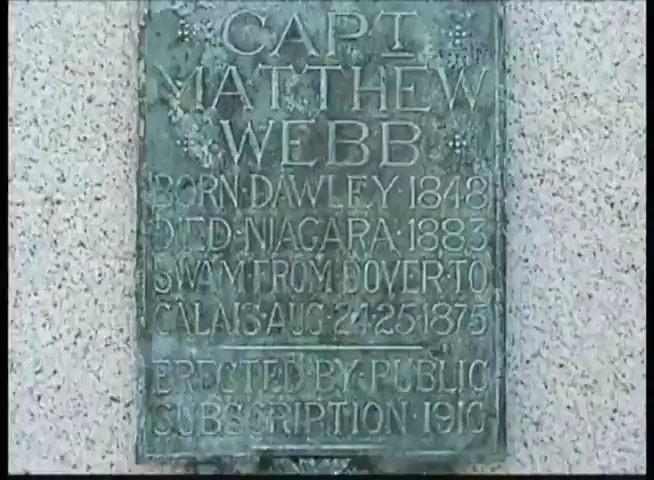 CAPT
MATTHEW
WEBB
BORN·DAWLEY·1848
DIED·NIAGARA·1883
SWAM·FROM·DOVER·TO
CALAIS·AUG·24·25·1875
ERECTED·BY·PUBLIC
SUBSCRIPTION·1910